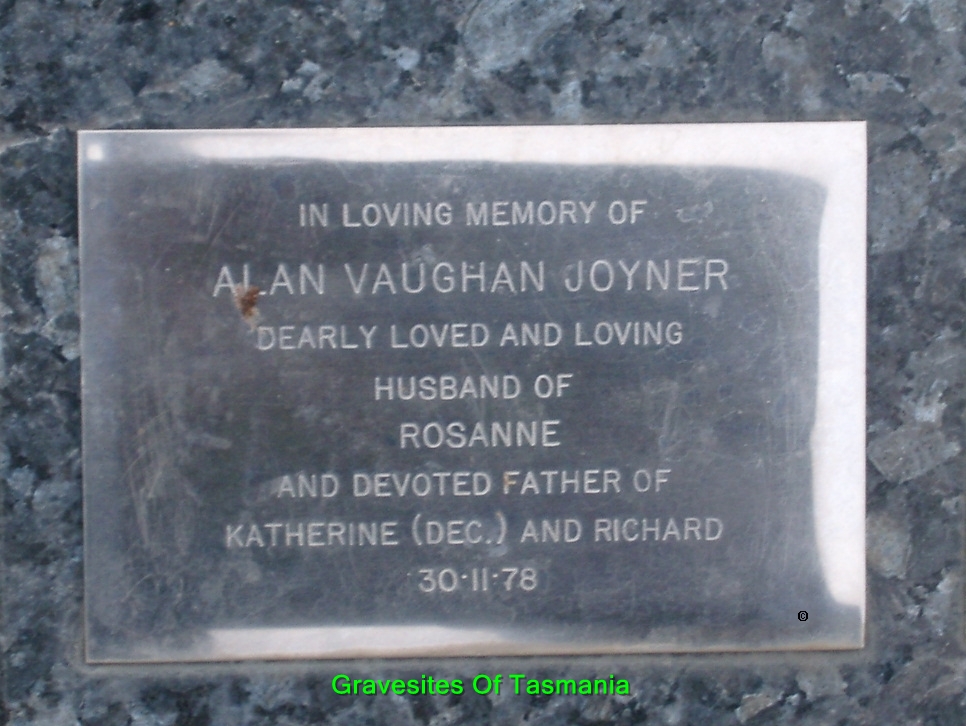 IN LOVING MEMORY OF
ALAN VAUGHAN JOYNER
DEARLY LOVED AND LOVING
HUSBAND OF
ROSANNE
AND DEVOTED FATHER OF
KATHERINE (DEC.) AND RICHARD
30·11·78
©
Gravesites Of Tasmania